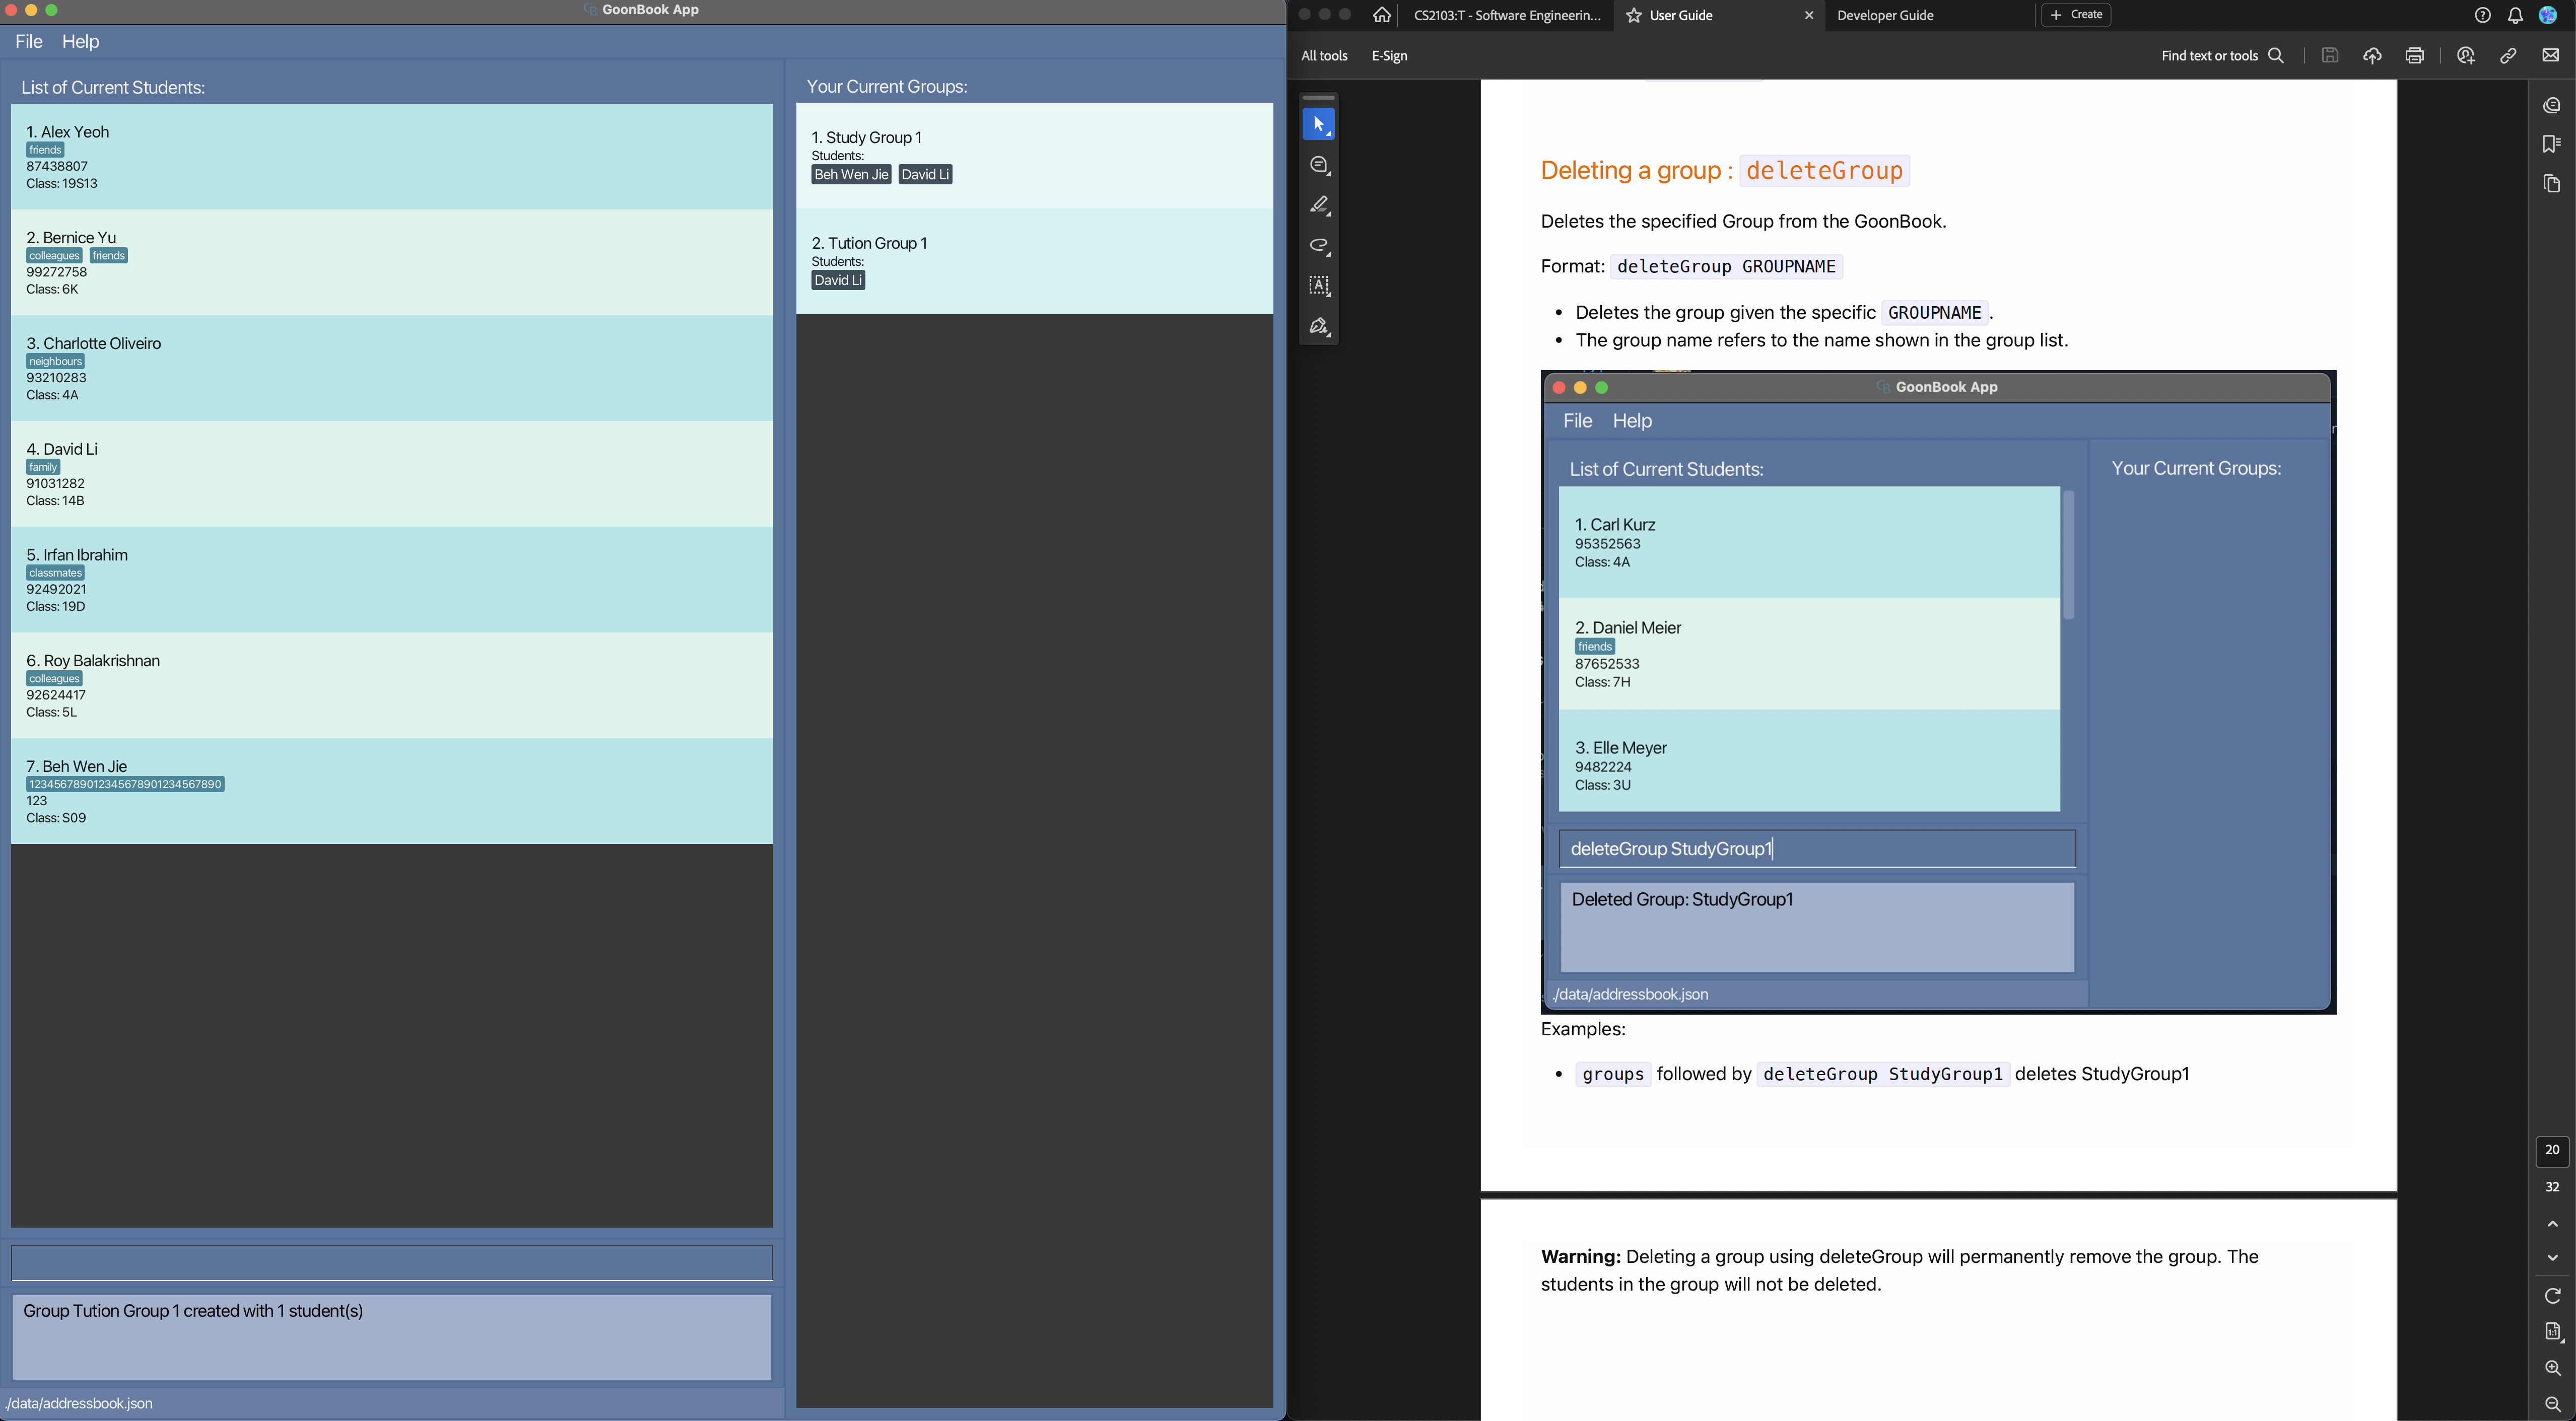 GoonBook App
File Help
List of Current Students:
1. Alex Yeoh
friends
87438807
Class: 19S13
2. Bernice Yu
colleagues friends
99272758
Class: 6K
3. Charlotte Oliveiro
neighbours
93210283
Class: 4A
4. David Li
family
91031282
Class: 14B
5. Irfan Ibrahim
classmates
92492021
Class: 19D
6. Roy Balakrishnan
colleagues
92624417
Class: 5L
7. Beh Wen Jie
123456789012345678901234567890
123
Class: S09
Group Tution Group 1 created with 1 student(s)
./data/addressbook.json
Your Current Groups:
1. Study Group 1
Students:
Beh Wen Jie David Li
2. Tution Group 1
Students:
David Li
CS2103:T - Software Engineerin...
User Guide
Developer Guide
Create
All tools E-Sign
Find text or tools
Deleting a group : deleteGroup
Deletes the specified Group from the GoonBook.
Format: deleteGroup GROUPNAME
• Deletes the group given the specific GROUPNAME .
• The group name refers to the name shown in the group list.
GoonBook App
File Help
List of Current Students:
1. Carl Kurz
95352563
Class: 4A
2. Daniel Meier
friends
87652533
Class: 7H
3. Elle Meyer
9482224
Class: 3U
deleteGroup StudyGroup1
Deleted Group: StudyGroup1
./data/addressbook.json
Your Current Groups:
Examples:
• groups followed by deleteGroup StudyGroup1 deletes StudyGroup1
Warning: Deleting a group using deleteGroup will permanently remove the group. The
students in the group will not be deleted.
20
32